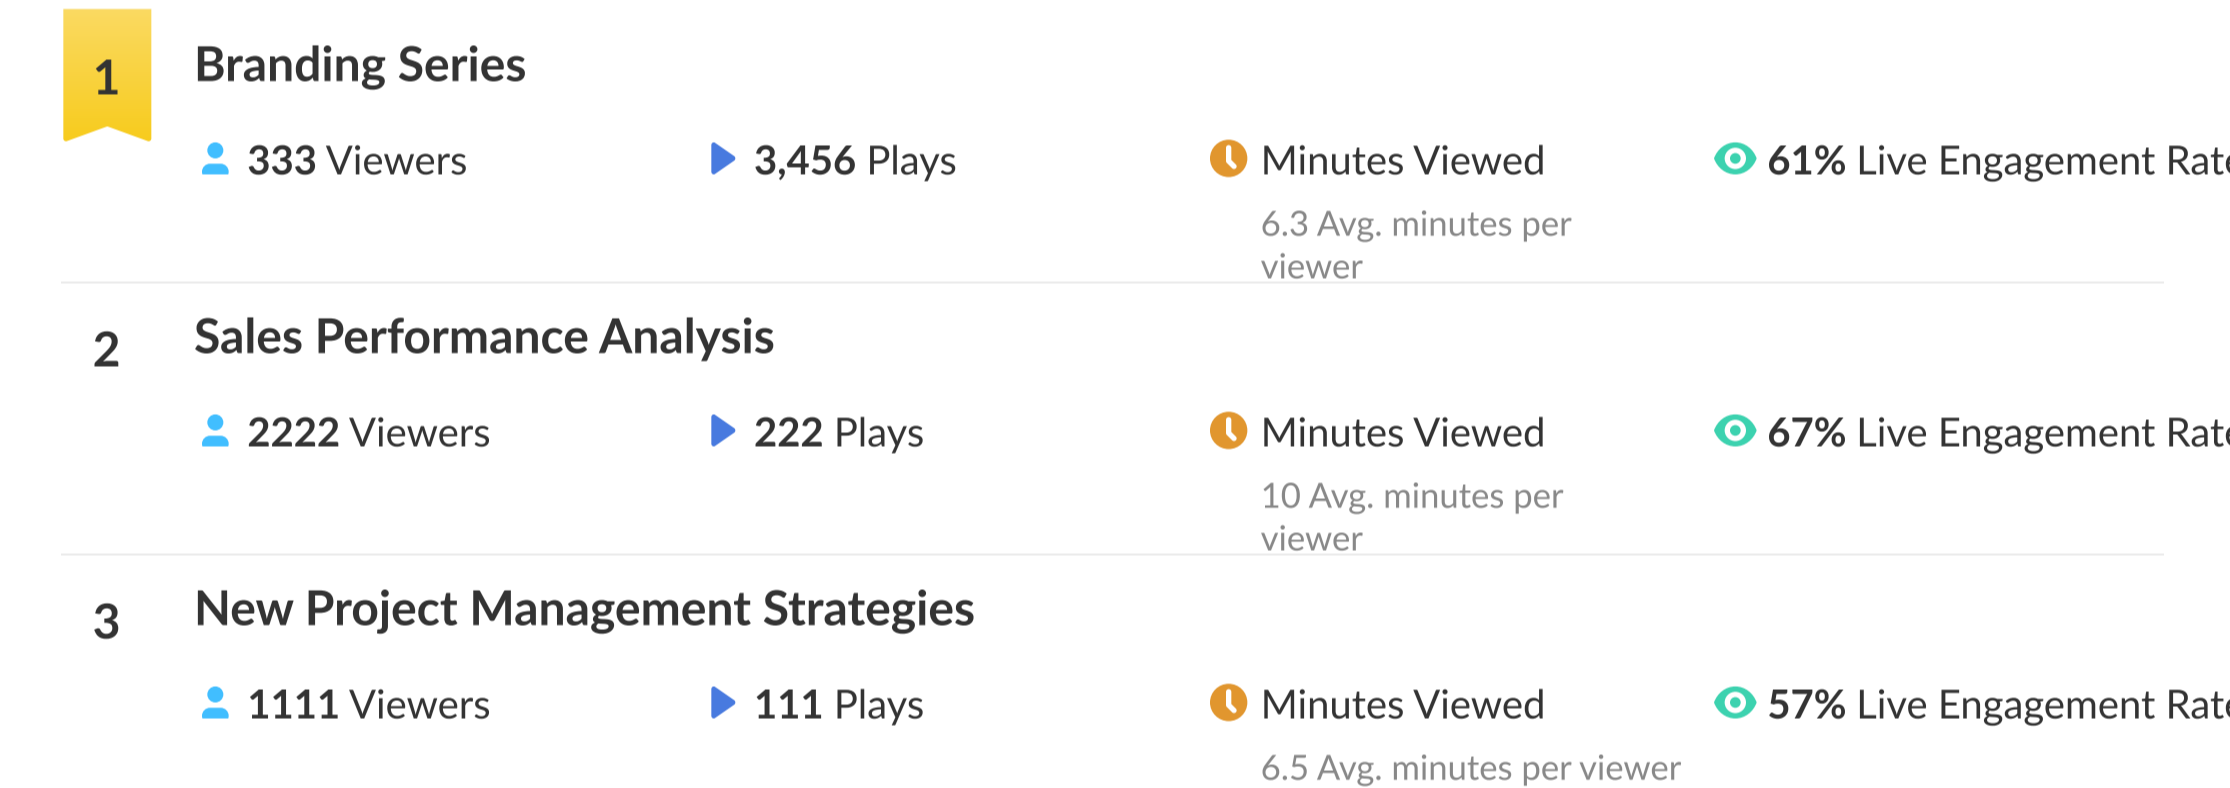 1
Branding Series
333 Viewers
3,456 Plays
Minutes Viewed
6.3 Avg. minutes per
viewer
61% Live Engagement Rate
2
Sales Performance Analysis
2222 Viewers
222 Plays
Minutes Viewed
10 Avg. minutes per
viewer
67% Live Engagement Rate
3
New Project Management Strategies
1111 Viewers
111 Plays
Minutes Viewed
6.5 Avg. minutes per viewer
57% Live Engagement Rate